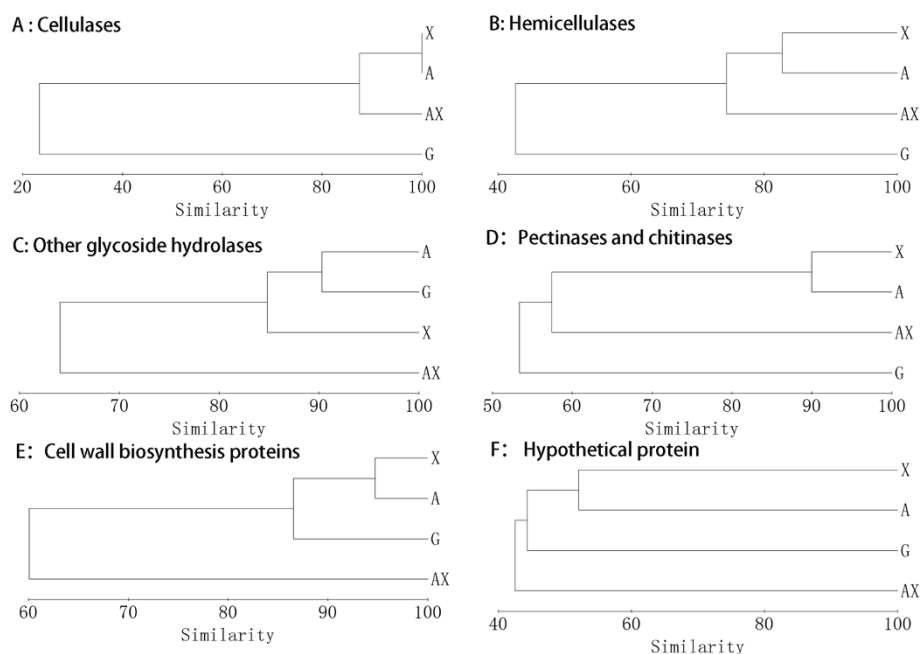 A : Cellulases
X
A
AX
G
20 40 60 80 100
Similarity
B: Hemicellulases
X
A
AX
G
40 60 80 100
Similarity
C: Other glycoside hydrolases
A
G
X
AX
60 70 80 90 100
Similarity
D: Pectinases and chitinases
X
A
AX
G
50 60 70 80 90 100
Similarity
E: Cell wall biosynthesis proteins
X
A
G
AX
60 70 80 90 100
Similarity
F: Hypothetical protein
X
A
G
AX
40 60 80 100
Similarity